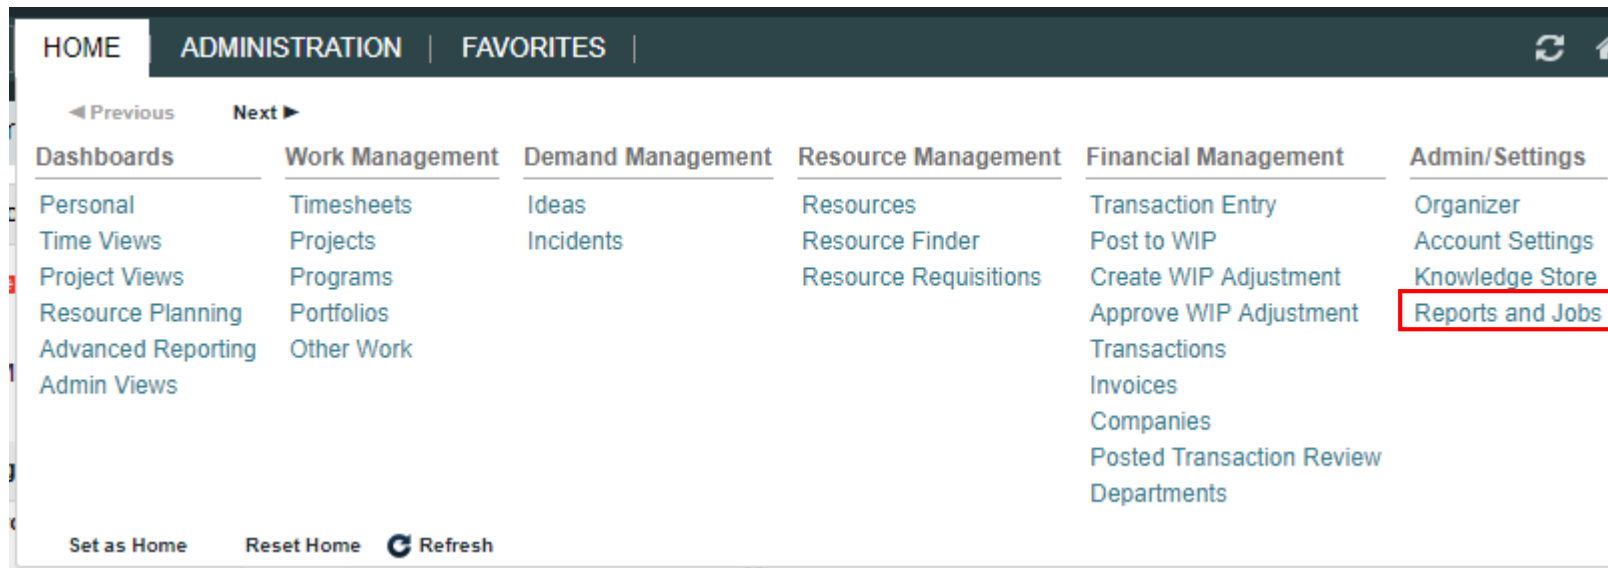 HOME | ADMINISTRATION | FAVORITES |
Previous Next
Dashboards
Personal
Time Views
Project Views
Resource Planning
Advanced Reporting
Admin Views
Work Management
Timesheets
Projects
Programs
Portfolios
Other Work
Demand Management
Ideas
Incidents
Resource Management
Resources
Resource Finder
Resource Requisitions
Financial Management
Transaction Entry
Post to WIP
Create WIP Adjustment
Approve WIP Adjustment
Transactions
Invoices
Companies
Posted Transaction Review
Departments
Admin/Settings
Organizer
Account Settings
Knowledge Store
Reports and Jobs
Set as Home Reset Home Refresh